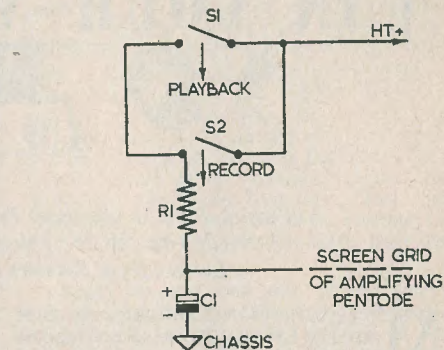 S1
HT+
PLAYBACK
S2
RECORD
R1
SCREEN GRID
OF AMPLIFYING
PENTODE
+
C1
-
CHASSIS